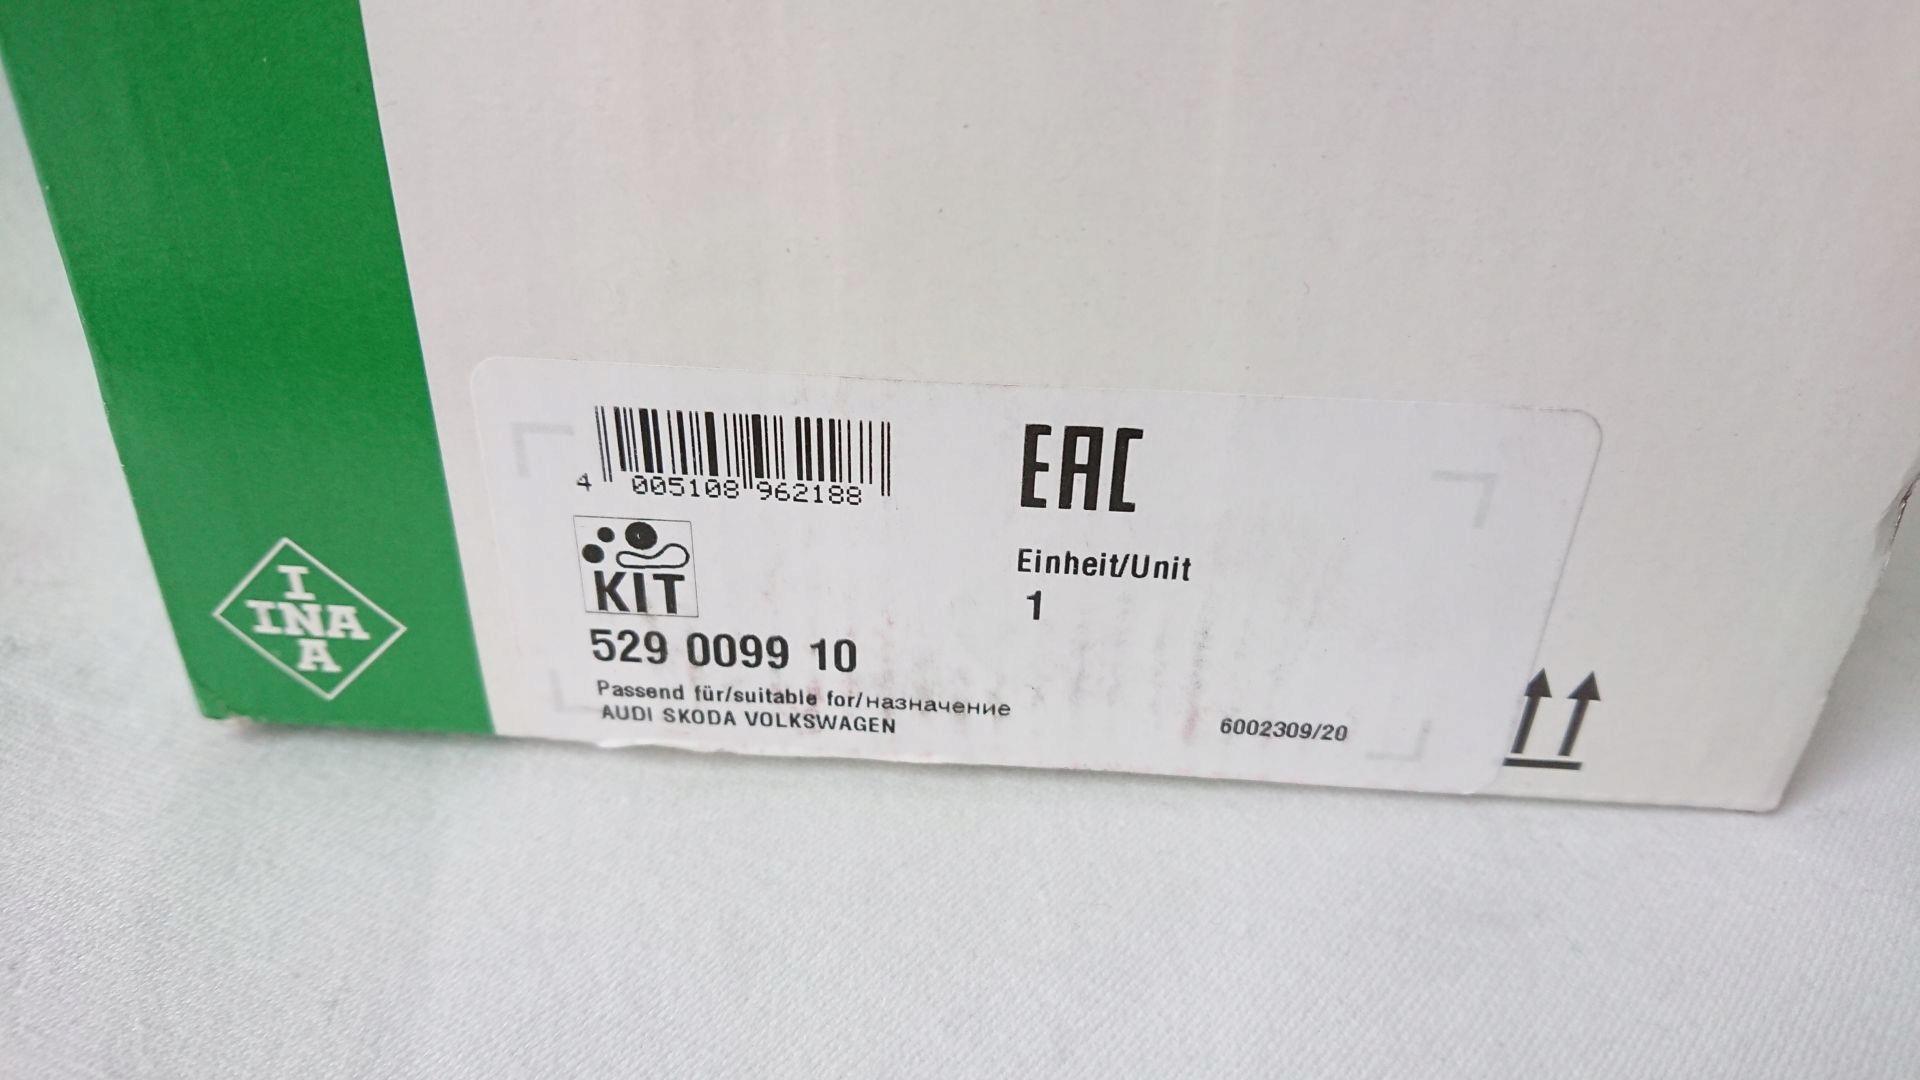 I
INA
A
4 005108 962188
EAC
KIT
Einheit/Unit
1
529 0099 10
Passend für/suitable for/назначение
AUDI SKODA VOLKSWAGEN
6002309/20